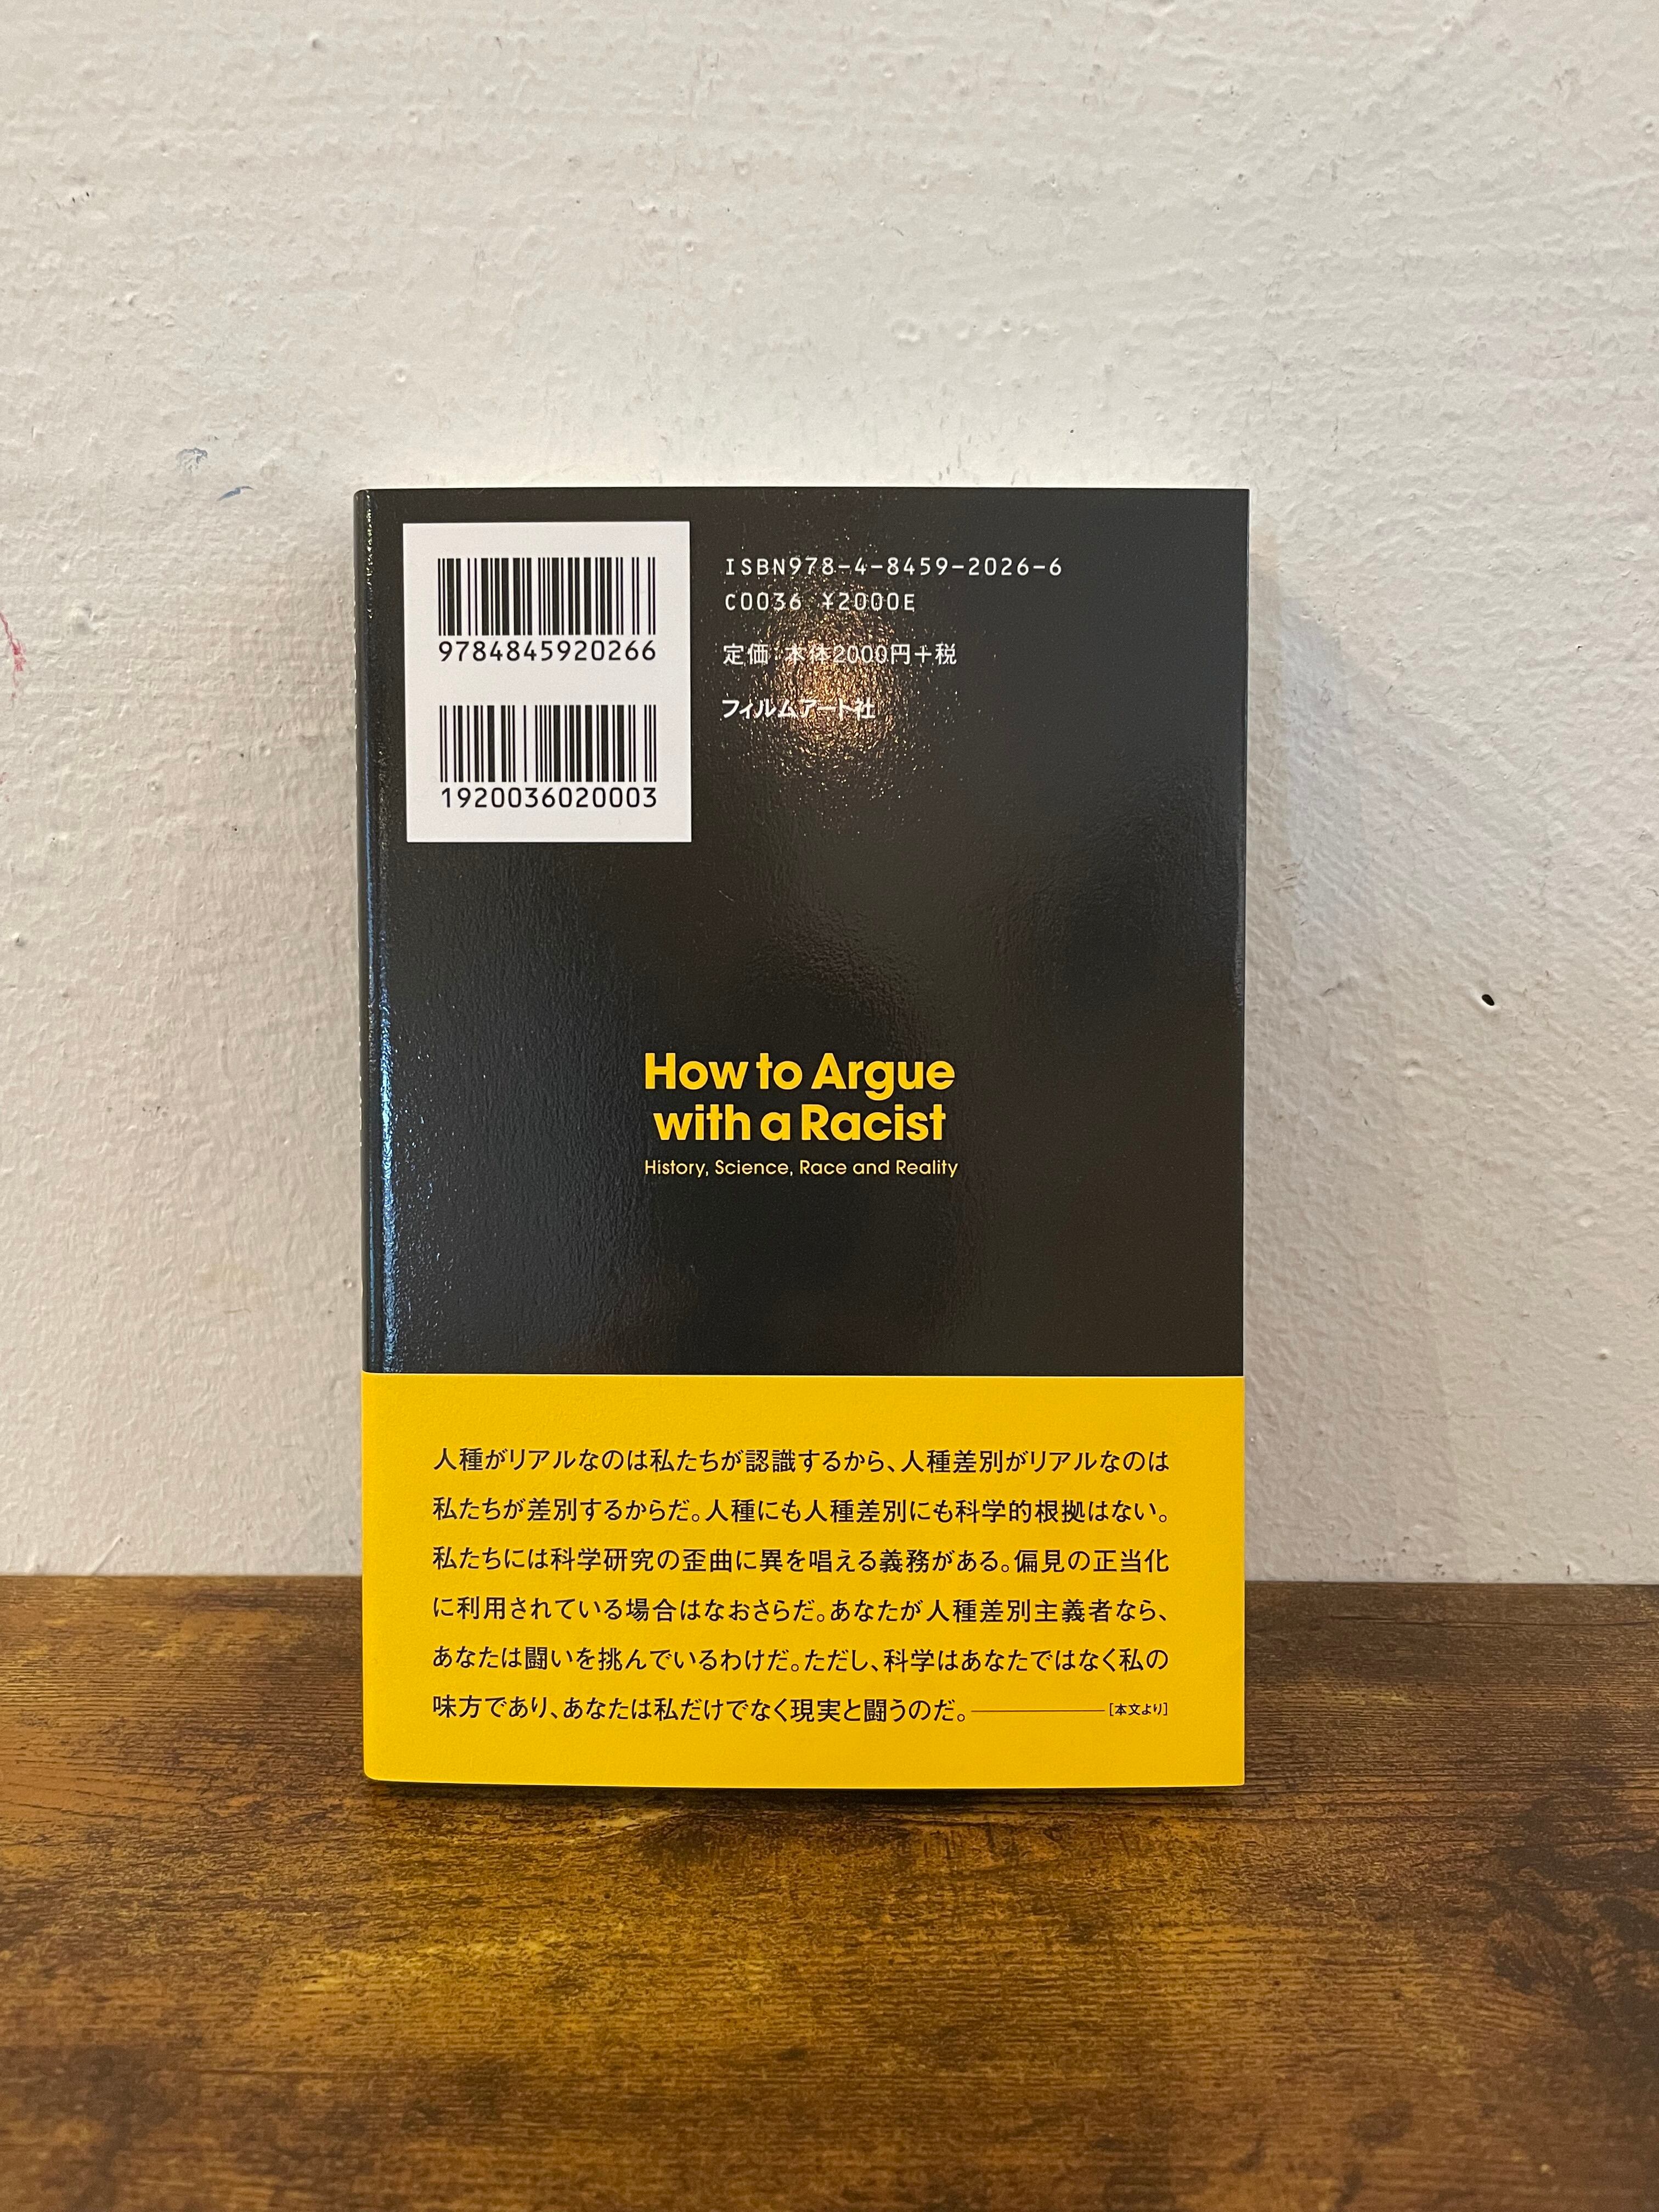 9784845920266
1920036020003
ISBN978-4-8459-2026-6
C0036 ¥2000E
定価：本体2000円+税
フィルムアート社
How to Argue
with a Racist
History, Science, Race and Reality
人種がリアルなのは私たちが認識するから、人種差別がリアルなのは
私たちが差別するからだ。人種にも人種差別にも科学的根拠はない。
私たちには科学研究の歪曲に異を唱える義務がある。偏見の正当化
に利用されている場合はなおさらだ。あなたが人種差別主義者なら、
あなたは闘いを挑んでいるわけだ。ただし、科学はあなたではなく私の
味方であり、あなたは私だけでなく現実と闘うのだ。――[本文より]